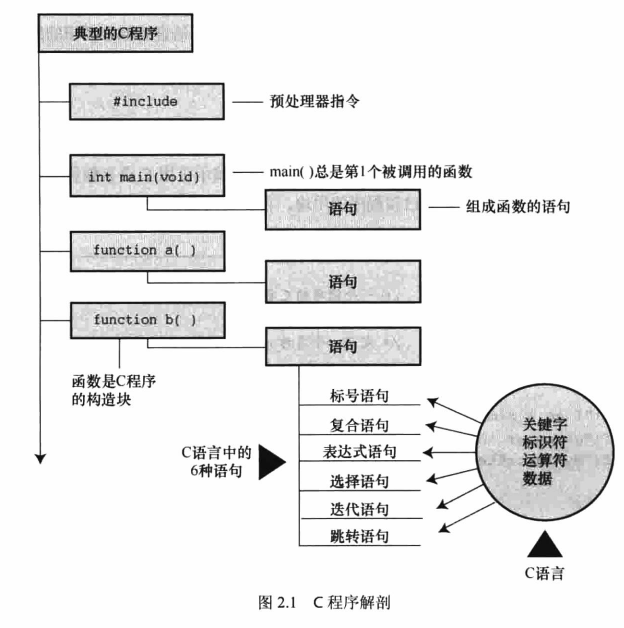 典型的C程序
#include
预处理器指令
int main(void)
main( )总是第1个被调用的函数
语句
组成函数的语句
function a( )
语句
function b( )
语句
函数是C程序
的构造块
标号语句
复合语句
表达式语句
选择语句
迭代语句
跳转语句
C语言中的
6种语句
关键字
标识符
运算符
数据
C语言
图 2.1 C 程序解剖